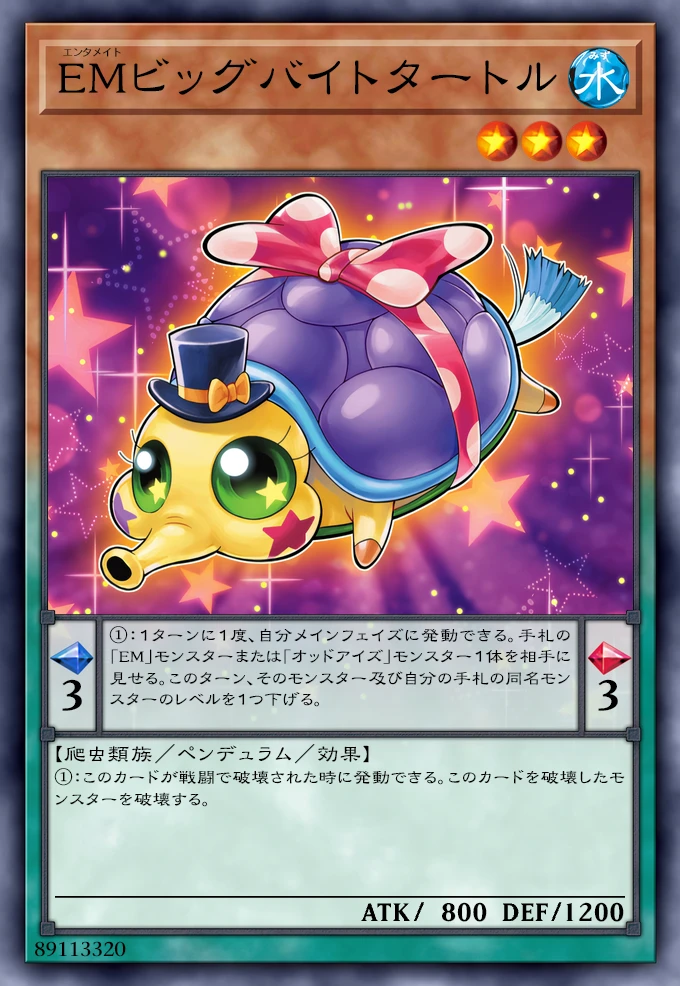 エンタメイト
EMビッグバイトタートル
みず
水
①：1ターンに1度、自分メインフェイズに発動できる。手札の
「EM」モンスターまたは「オッドアイズ」モンスター1体を相手に
見せる。このターン、そのモンスター及び自分の手札の同名モン
スターのレベルを1つ下げる。
3
3
【爬虫類族／ペンデュラム／効果】
①：このカードが戦闘で破壊された時に発動できる。このカードを破壊したモ
ンスターを破壊する。
ATK/ 800 DEF/1200
89113320